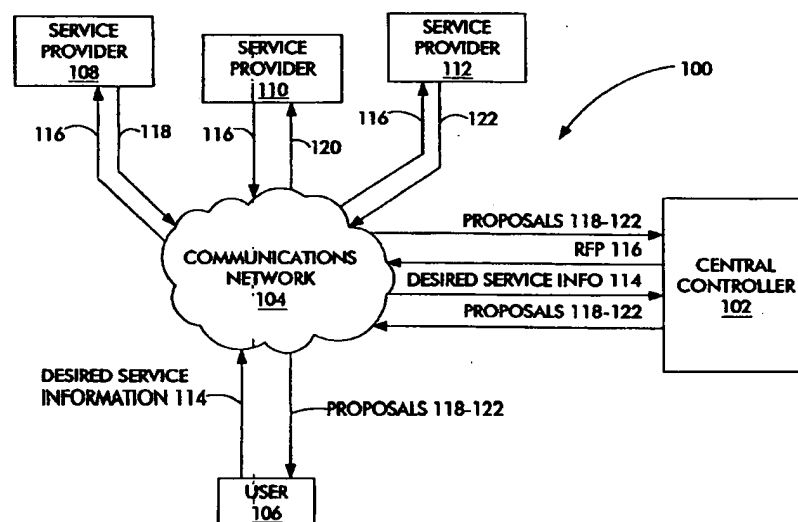 SERVICE
PROVIDER
108
SERVICE
PROVIDER
110
SERVICE
PROVIDER
112
100
116
118
116
120
116
122
COMMUNICATIONS
NETWORK
104
PROPOSALS 118-122
RFP 116
DESIRED SERVICE INFO 114
PROPOSALS 118-122
CENTRAL
CONTROLLER
102
DESIRED SERVICE
INFORMATION 114
PROPOSALS 118-122
USER
106